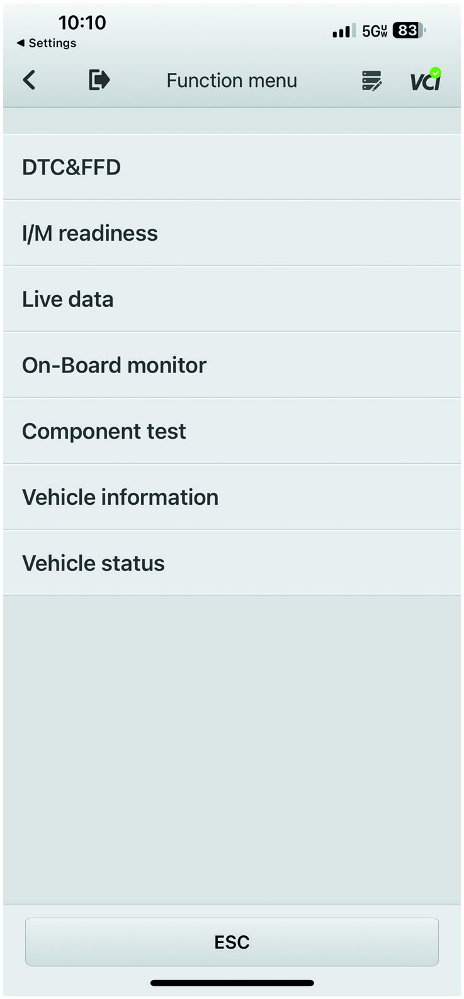 10:10
5G UW 83
◀ Settings
Function menu
VCI
DTC&FFD
I/M readiness
Live data
On-Board monitor
Component test
Vehicle information
Vehicle status
ESC